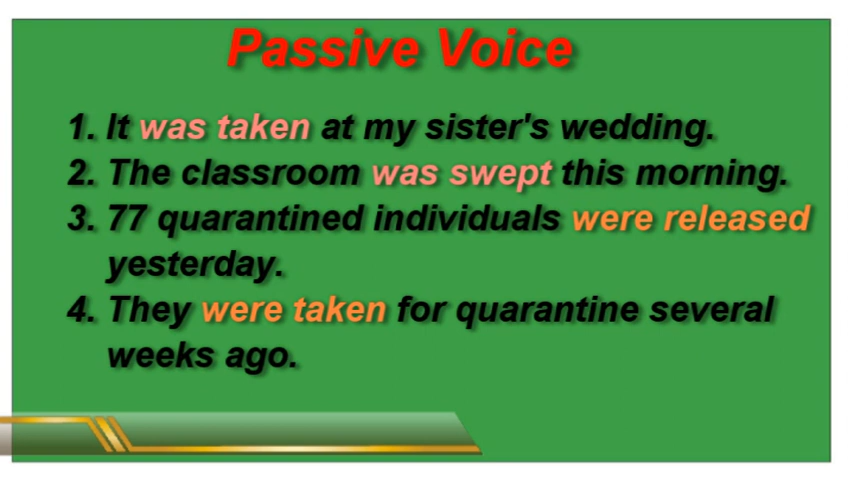 Passive Voice
1. It was taken at my sister's wedding.
2. The classroom was swept this morning.
3. 77 quarantined individuals were released
yesterday.
4. They were taken for quarantine several
weeks ago.